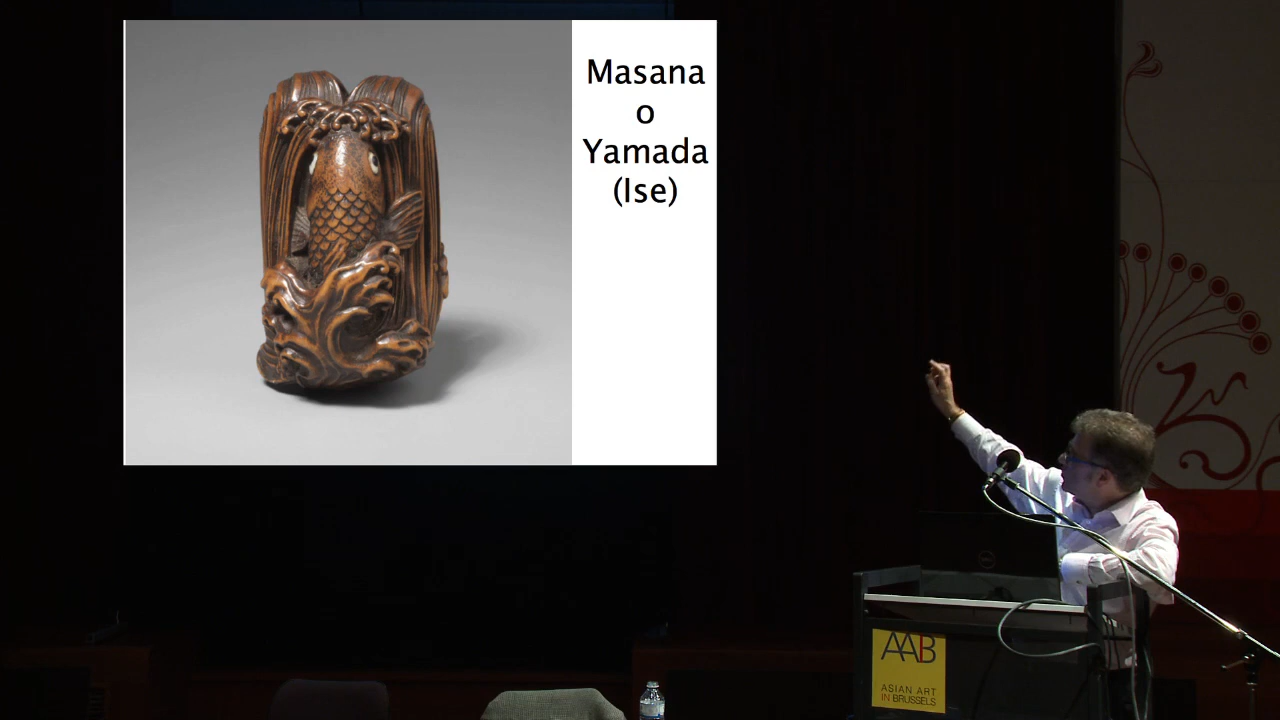 Masana
o
Yamada
(Ise)
AAB
ASIAN ART
IN BRUSSELS